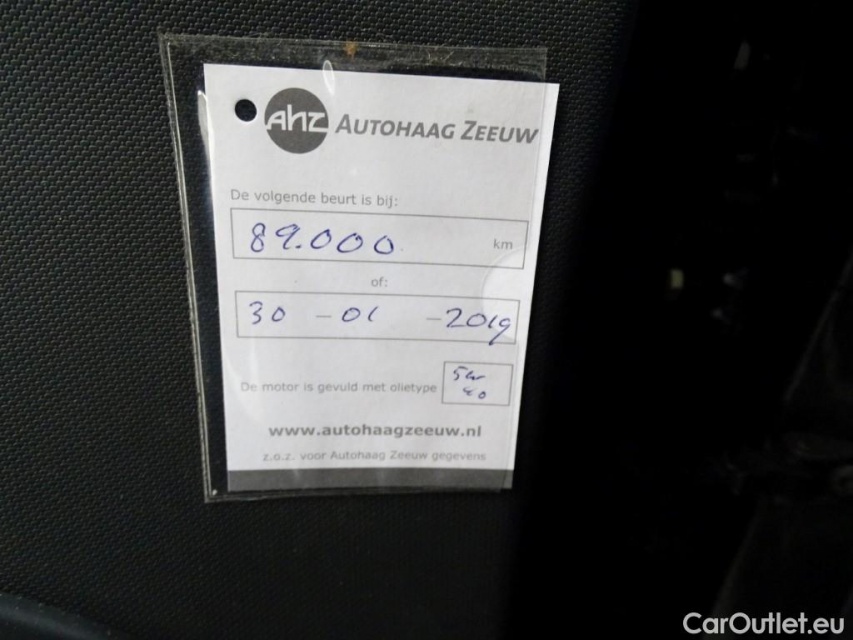 ahz AUTOHAAG ZEEUW
De volgende beurt is bij:
89.000 km
of:
30 - 01 - 2019
De motor is gevuld met olietype 5w
40
www.autohaagzeeuw.nl
z.o.z. voor Autohaag Zeeuw gegevens
CarOutlet.eu